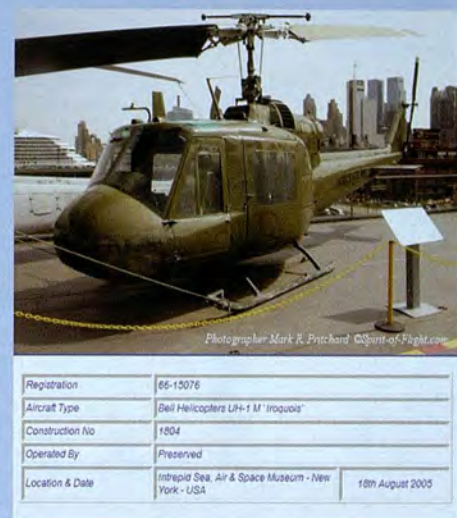 Photographer Mark R. Pritchard ©Spirit-of-Flight.com
Registration 66-15076
Aircraft Type Bell Helicopters UH-1 M ' Iroquois'
Construction No 1804
Operated By Preserved
Location & Date Intrepid Sea, Air & Space Museum - New
York - USA 18th August 2005